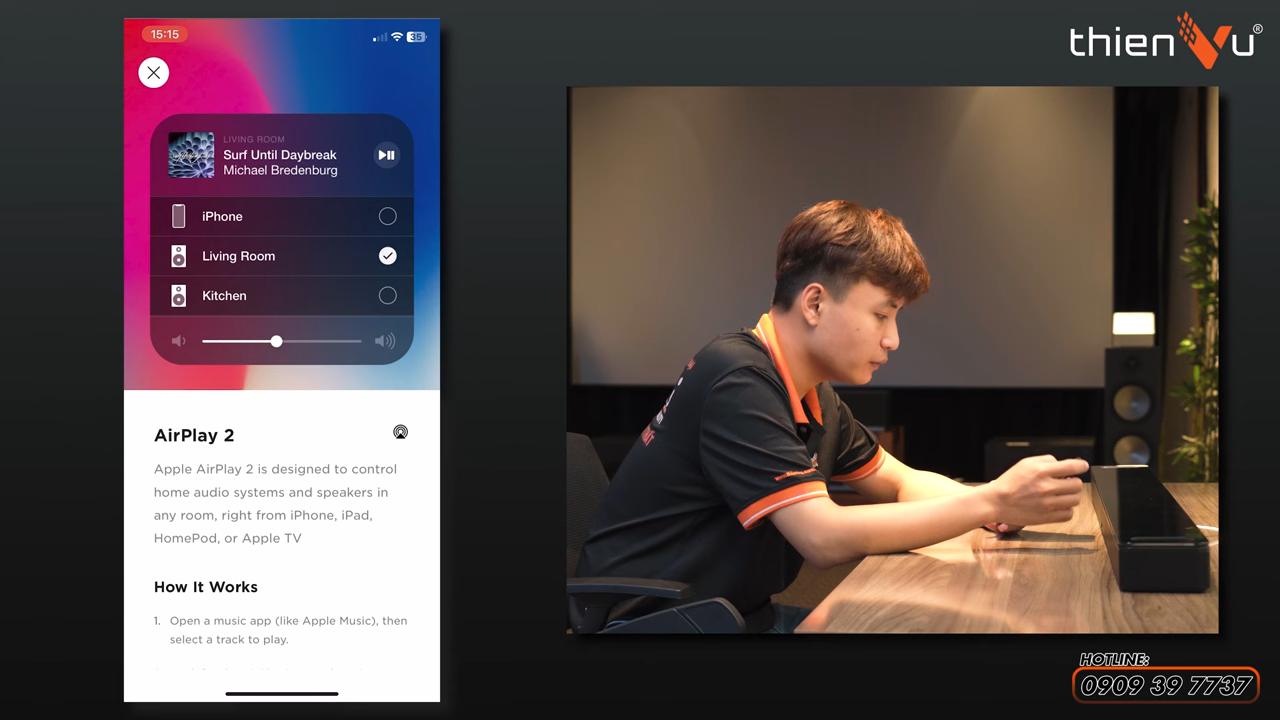 15:15
35
LIVING ROOM
Surf Until Daybreak
Michael Bredenburg
iPhone
Living Room
Kitchen
AirPlay 2
Apple AirPlay 2 is designed to control
home audio systems and speakers in
any room, right from iPhone, iPad,
HomePod, or Apple TV
How It Works
1. Open a music app (like Apple Music), then
select a track to play.
thienVu®
HOTLINE:
0909 39 7737